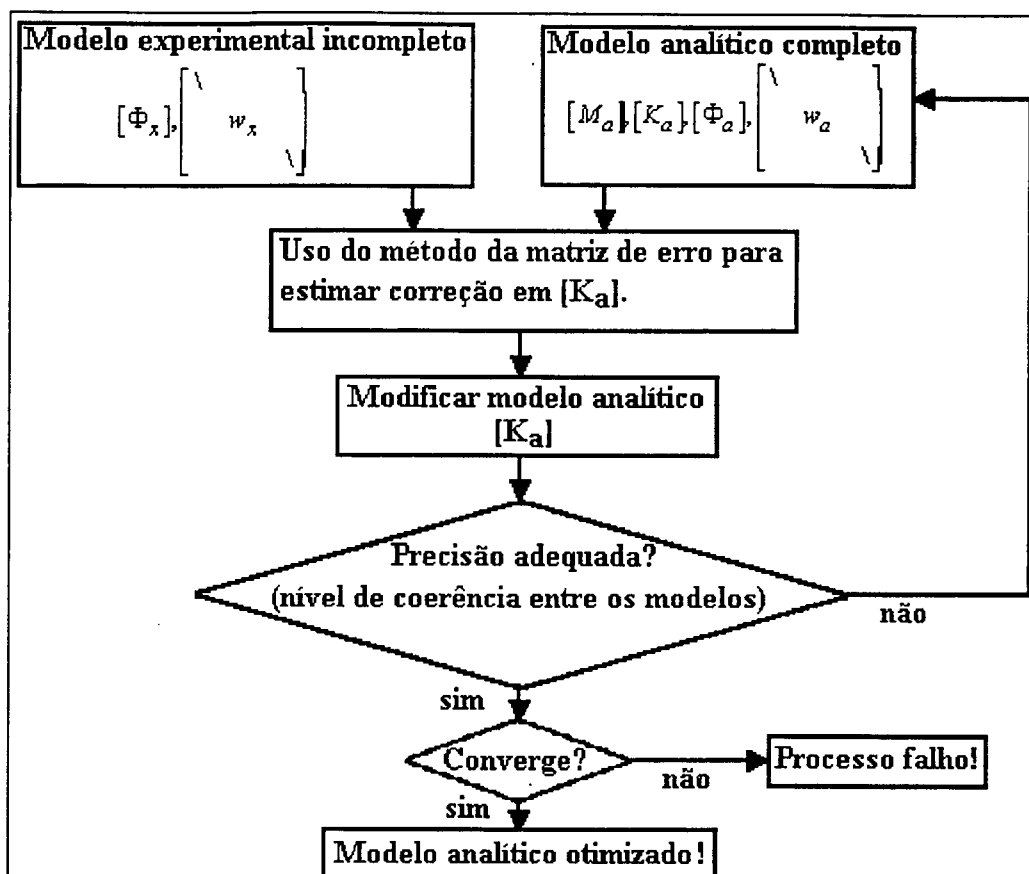 Modelo experimental incompleto
[Φx], [\ wx \]
Modelo analítico completo
[Ma], [Ka], [Φa], [\ wa \]
Uso do método da matriz de erro para
estimar correção em [Ka].
Modificar modelo analítico
[Ka]
Precisão adequada?
(nível de coerência entre os modelos)
não
sim
Converge?
não
Processo falho!
sim
Modelo analítico otimizado!